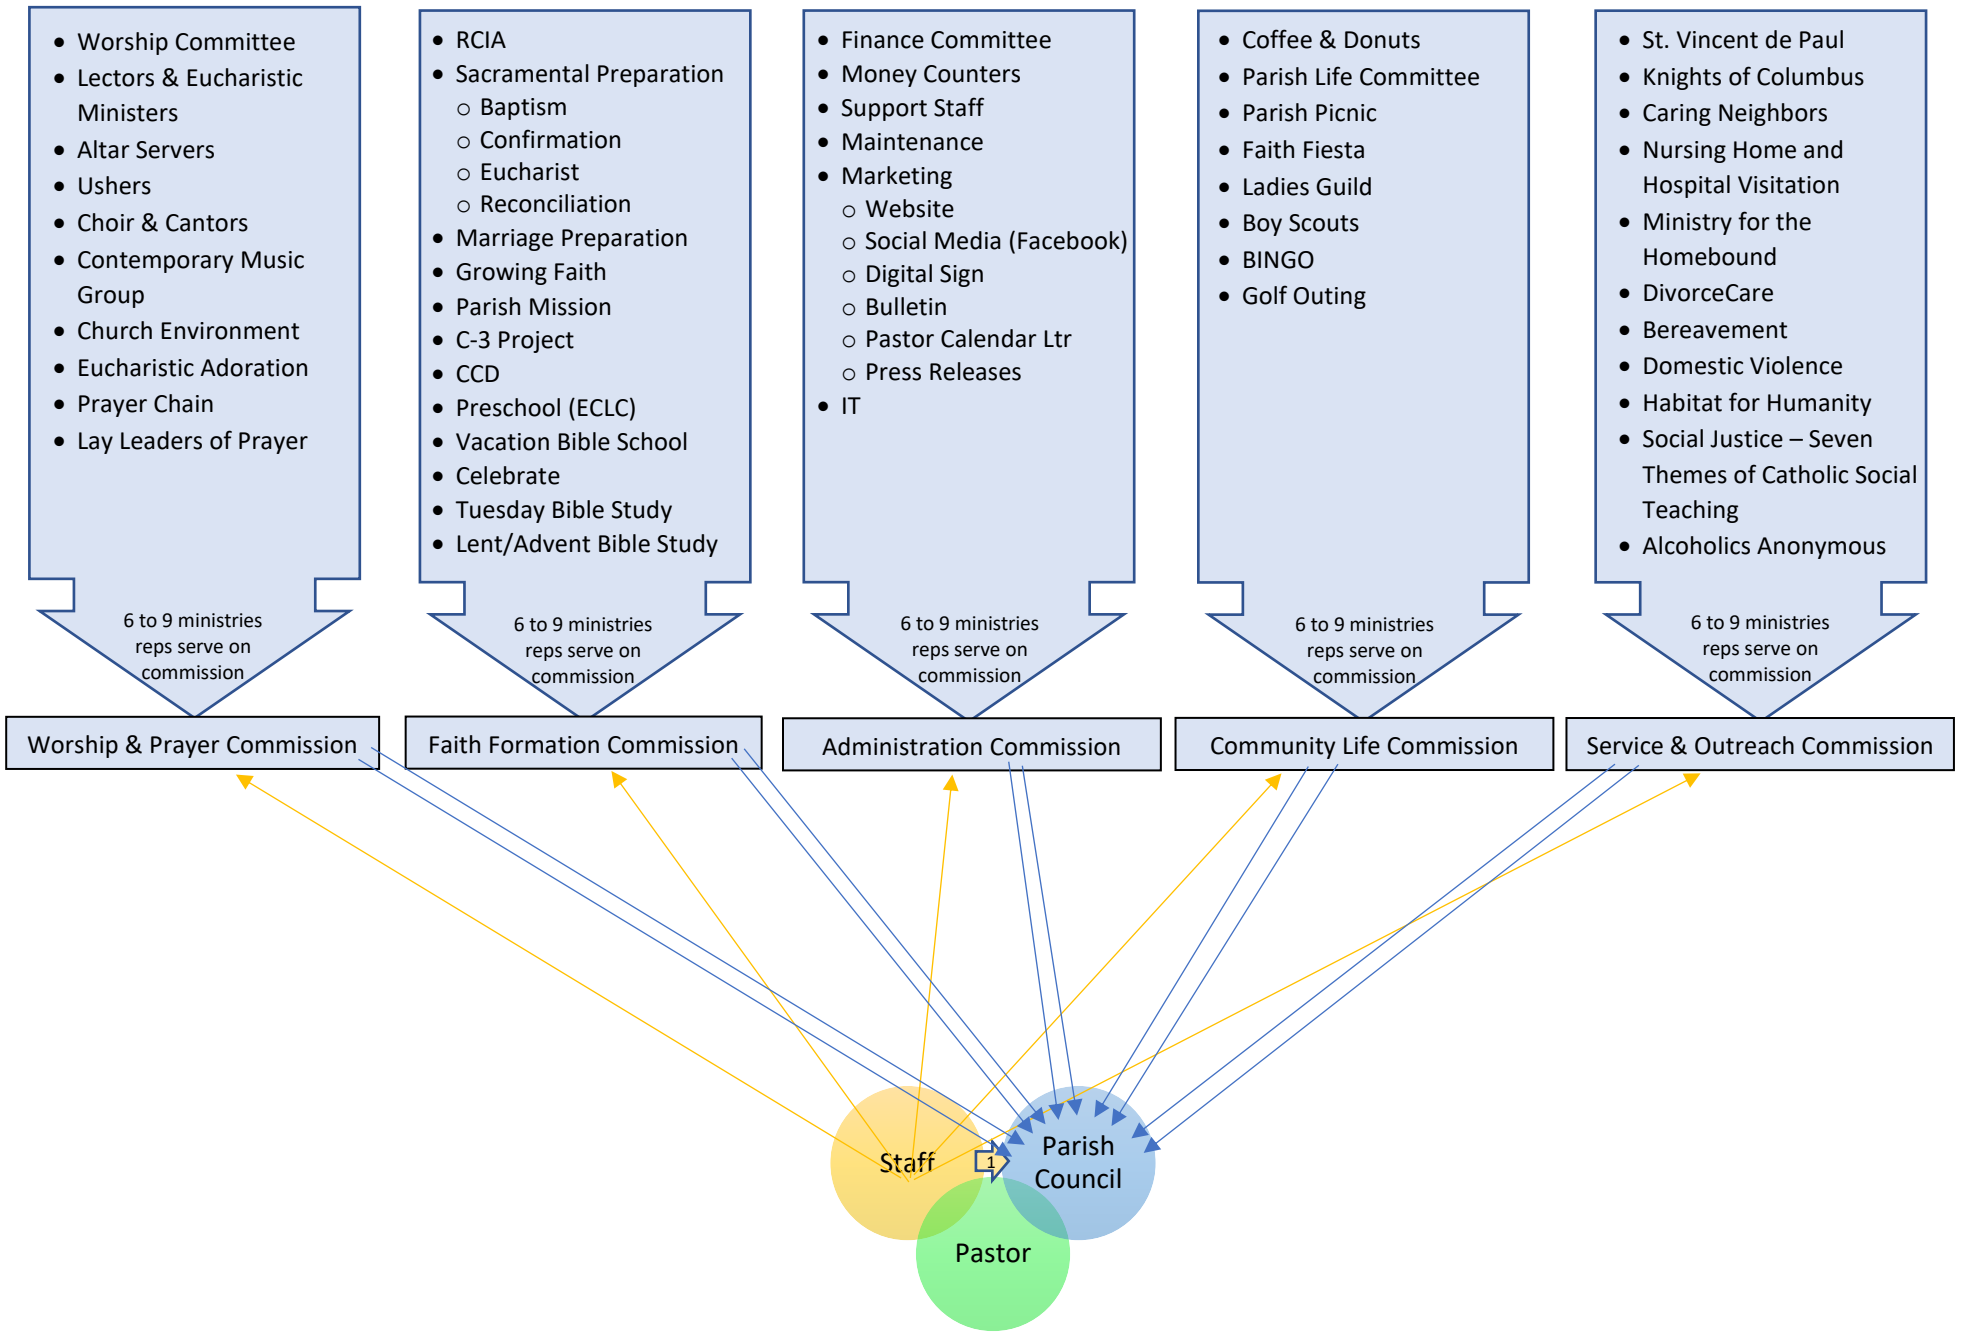 Worship Committee
Lectors & Eucharistic
Ministers
Altar Servers
Ushers
Choir & Cantors
Contemporary Music
Group
Church Environment
Eucharistic Adoration
Prayer Chain
Lay Leaders of Prayer
6 to 9 ministries
reps serve on
commission
Worship & Prayer Commission
RCIA
Sacramental Preparation
Baptism
Confirmation
Eucharist
Reconciliation
Marriage Preparation
Growing Faith
Parish Mission
C-3 Project
CCD
Preschool (ECLC)
Vacation Bible School
Celebrate
Tuesday Bible Study
Lent/Advent Bible Study
6 to 9 ministries
reps serve on
commission
Faith Formation Commission
Finance Committee
Money Counters
Support Staff
Maintenance
Marketing
Website
Social Media (Facebook)
Digital Sign
Bulletin
Pastor Calendar Ltr
Press Releases
IT
6 to 9 ministries
reps serve on
commission
Administration Commission
Coffee & Donuts
Parish Life Committee
Parish Picnic
Faith Fiesta
Ladies Guild
Boy Scouts
BINGO
Golf Outing
6 to 9 ministries
reps serve on
commission
Community Life Commission
St. Vincent de Paul
Knights of Columbus
Caring Neighbors
Nursing Home and
Hospital Visitation
Ministry for the
Homebound
DivorceCare
Bereavement
Domestic Violence
Habitat for Humanity
Social Justice – Seven
Themes of Catholic Social
Teaching
Alcoholics Anonymous
6 to 9 ministries
reps serve on
commission
Service & Outreach Commission
Staff
1
Parish
Council
Pastor